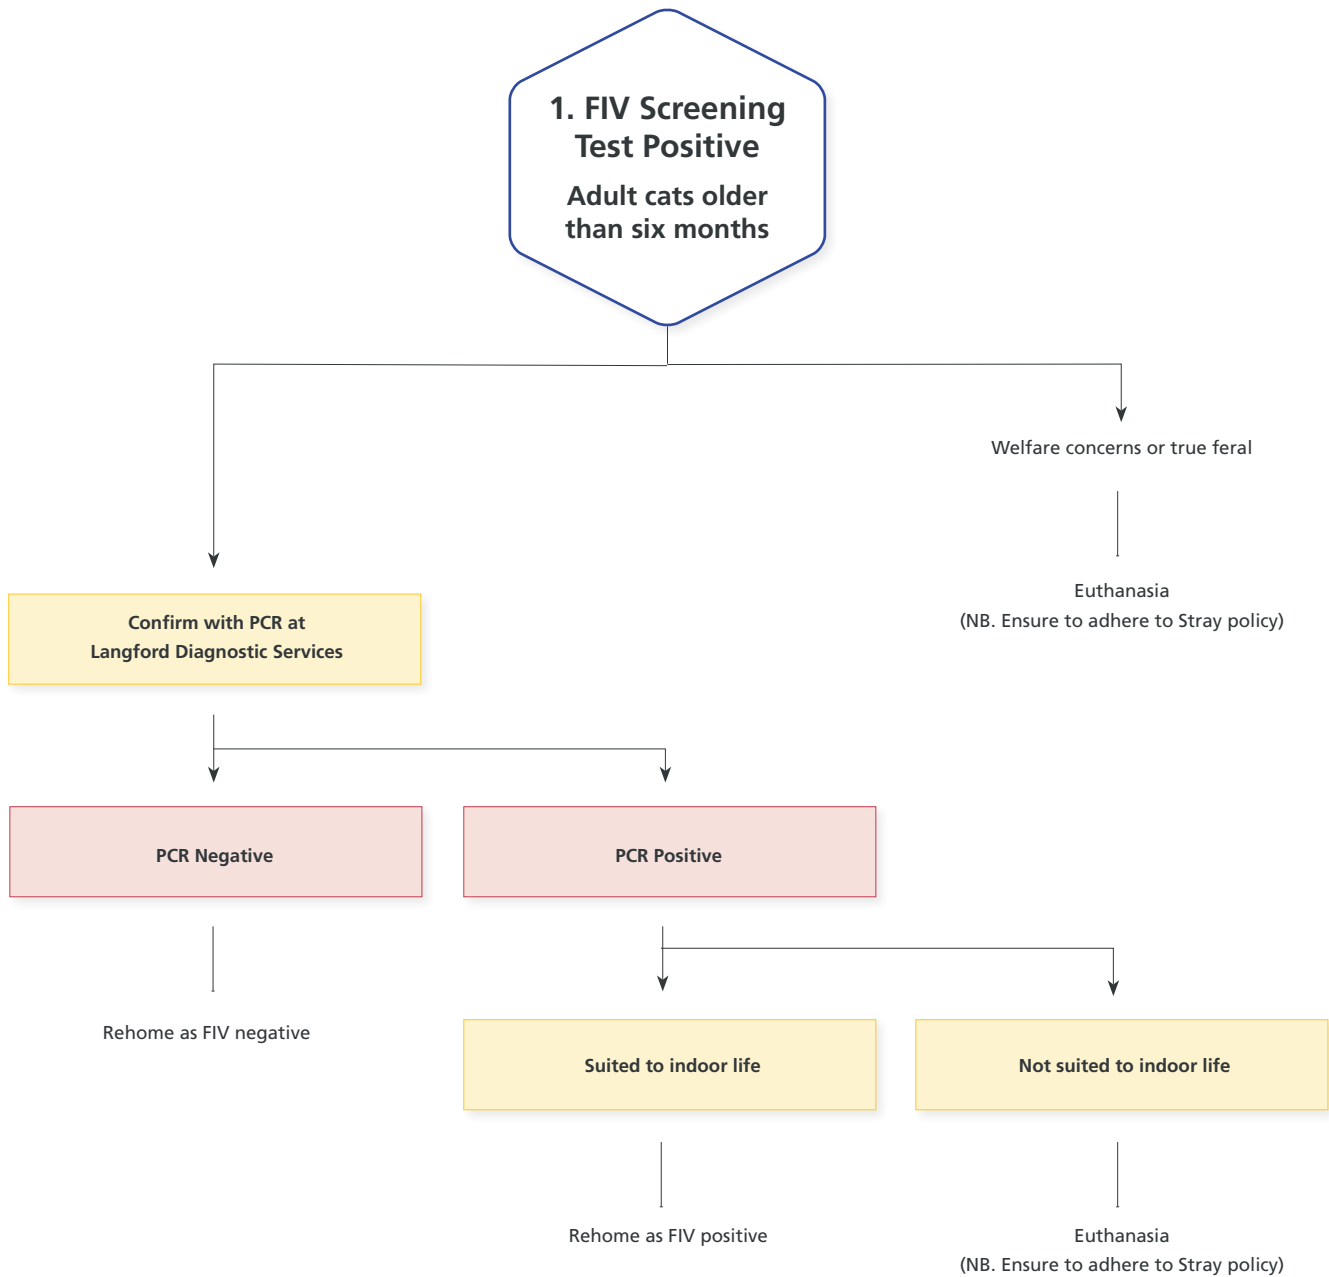 1. FIV Screening
Test Positive
Adult cats older
than six months
Welfare concerns or true feral
Euthanasia
(NB. Ensure to adhere to Stray policy)
Confirm with PCR at
Langford Diagnostic Services
PCR Negative
PCR Positive
Rehome as FIV negative
Suited to indoor life
Not suited to indoor life
Rehome as FIV positive
Euthanasia
(NB. Ensure to adhere to Stray policy)